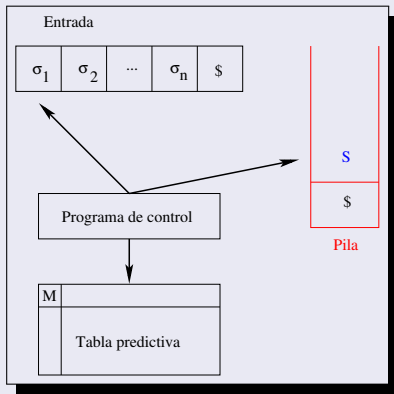 Entrada
σ1 σ2 ... σn $
S
$
Programa de control
Pila
M
Tabla predictiva